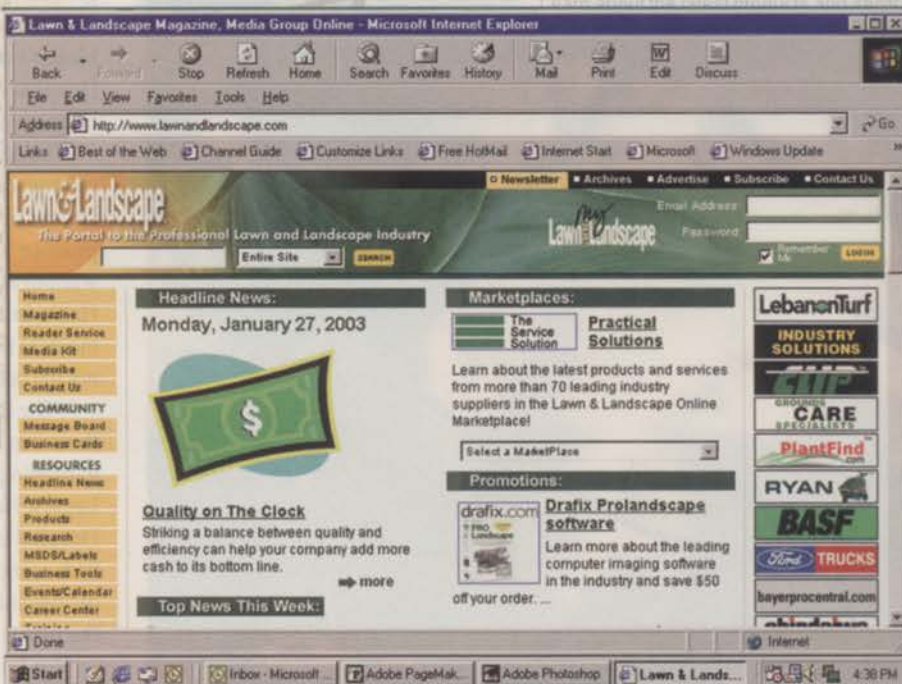 Lawn & Landscape Magazine, Media Group Online - Microsoft Internet Explorer
Back Forward Stop Refresh Home Search Favorites History Mail Print Edit Discuss
File Edit View Favorites Tools Help
Address http://www.lawnandlandscape.com Go
Links Best of the Web Channel Guide Customize Links Free HotMail Internet Start Microsoft Windows Update
Newsletter Archives Advertise Subscribe Contact Us
Lawn&Landscape
The Portal to the Professional Lawn and Landscape Industry
Entire Site SEARCH
my Lawn&Landscape
Email Address:
Password:
Remember Me LOGIN
Home
Magazine
Reader Service
Media Kit
Subscribe
Contact Us
COMMUNITY
Message Board
Business Cards
RESOURCES
Headline News
Archives
Products
Research
MSDS/Labels
Business Tools
Events/Calendar
Career Center
Training
Headline News:
Monday, January 27, 2003
$
Quality on The Clock
Striking a balance between quality and
efficiency can help your company add more
cash to its bottom line.
more
Top News This Week:
Marketplaces:
The Service Solution
Practical
Solutions
Learn about the latest products and services
from more than 70 leading industry
suppliers in the Lawn & Landscape Online
Marketplace!
Select a MarketPlace
Promotions:
drafix.com
PRO
Landscape
Drafix Prolandscape
software
Learn more about the leading
computer imaging software
in the industry and save $50
off your order. ...
LebanonTurf
INDUSTRY
SOLUTIONS
CLIP
GROUNDS
CARE
SPECIALISTS
PlantFind
.com
RYAN
BASF
Ford TRUCKS
bayerprocentral.com
Done Internet
Start Inbox - Microsoft ... Adobe PageMak... Adobe Photoshop Lawn & Lands... 4:38 PM